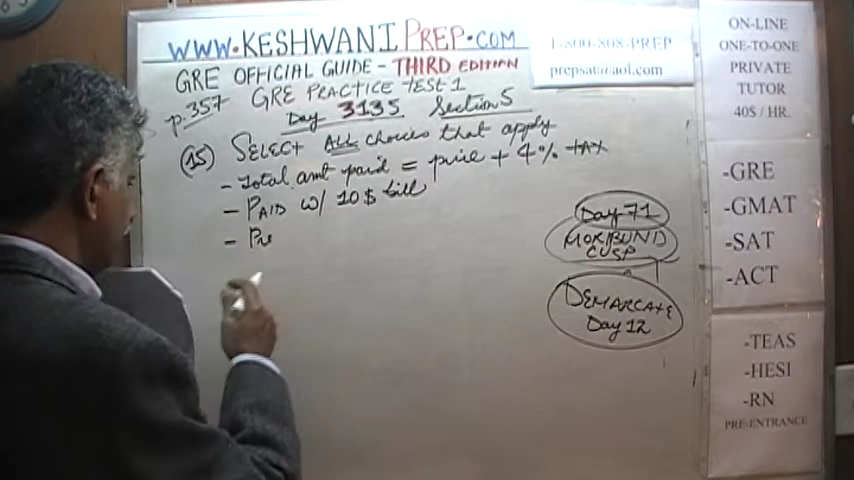 WWW.KESHWANIPREP.COM
1-800-808-PREP
prepsat@aol.com
GRE OFFICIAL GUIDE - THIRD EDITION
p.357 GRE PRACTICE TEST 1
Day 3135 Section 5
(15) SELECT ALL choices that apply
- Total amt paid = price + 4% tax
- PAID w/ 10$ bill
- Pre
Day 71
MORIBUND
CUSP
DEMARCATE
Day 12
ON-LINE
ONE-TO-ONE
PRIVATE
TUTOR
40$ / HR.
-GRE
-GMAT
-SAT
-ACT
-TEAS
-HESI
-RN
PRE-ENTRANCE